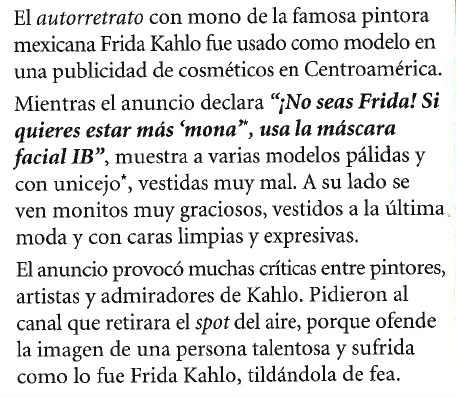 El autorretrato con mono de la famosa pintora
mexicana Frida Kahlo fue usado como modelo en
una publicidad de cosméticos en Centroamérica.
Mientras el anuncio declara “¡No seas Frida! Si
quieres estar más ‘mona’*, usa la máscara
facial IB”, muestra a varias modelos pálidas y
con unicejo*, vestidas muy mal. A su lado se
ven monitos muy graciosos, vestidos a la última
moda y con caras limpias y expresivas.
El anuncio provocó muchas críticas entre pintores,
artistas y admiradores de Kahlo. Pidieron al
canal que retirara el spot del aire, porque ofende
la imagen de una persona talentosa y sufrida
como lo fue Frida Kahlo, tildándola de fea.